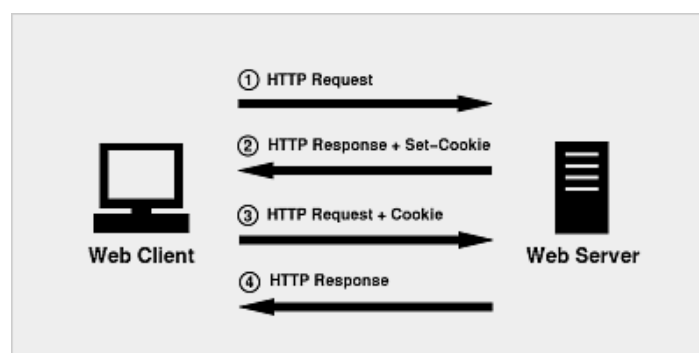 ① HTTP Request
② HTTP Response + Set-Cookie
③ HTTP Request + Cookie
④ HTTP Response
Web Client
Web Server